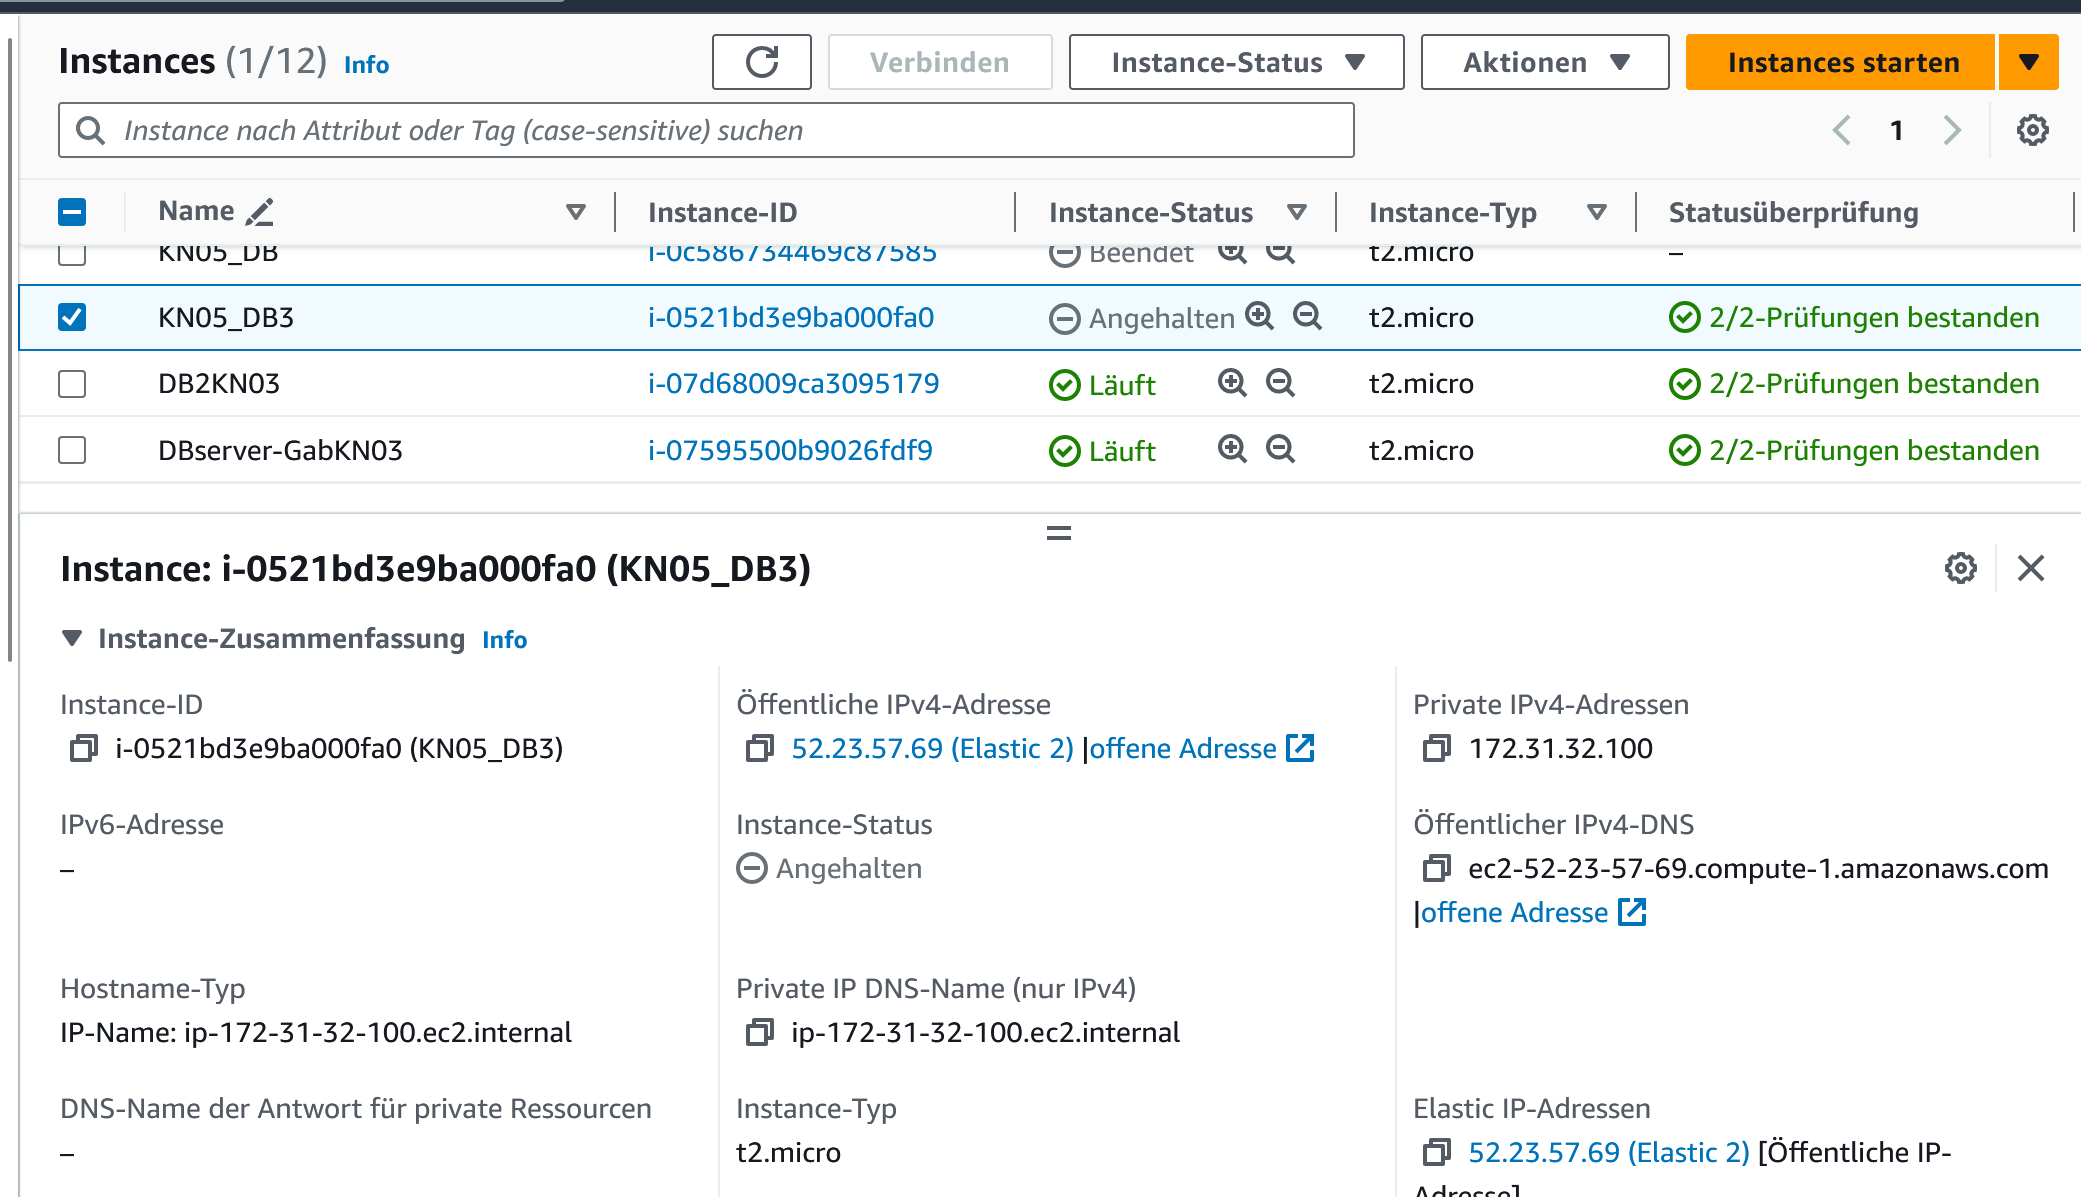 Instances (1/12) Info
Verbinden
Instance-Status
Aktionen
Instances starten
Instance nach Attribut oder Tag (case-sensitive) suchen
1
Name Instance-ID Instance-Status Instance-Typ Statusüberprüfung
KN05_DB i-0c586734469c87585 Beendet t2.micro –
KN05_DB3 i-0521bd3e9ba000fa0 Angehalten t2.micro 2/2-Prüfungen bestanden
DB2KN03 i-07d68009ca3095179 Läuft t2.micro 2/2-Prüfungen bestanden
DBserver-GabKN03 i-07595500b9026fdf9 Läuft t2.micro 2/2-Prüfungen bestanden
Instance: i-0521bd3e9ba000fa0 (KN05_DB3)
Instance-Zusammenfassung Info
Instance-ID
i-0521bd3e9ba000fa0 (KN05_DB3)
Öffentliche IPv4-Adresse
52.23.57.69 (Elastic 2) |offene Adresse
Private IPv4-Adressen
172.31.32.100
IPv6-Adresse
–
Instance-Status
Angehalten
Öffentlicher IPv4-DNS
ec2-52-23-57-69.compute-1.amazonaws.com
|offene Adresse
Hostname-Typ
IP-Name: ip-172-31-32-100.ec2.internal
Private IP DNS-Name (nur IPv4)
ip-172-31-32-100.ec2.internal
DNS-Name der Antwort für private Ressourcen
–
Instance-Typ
t2.micro
Elastic IP-Adressen
52.23.57.69 (Elastic 2) [Öffentliche IP-
Adresse]